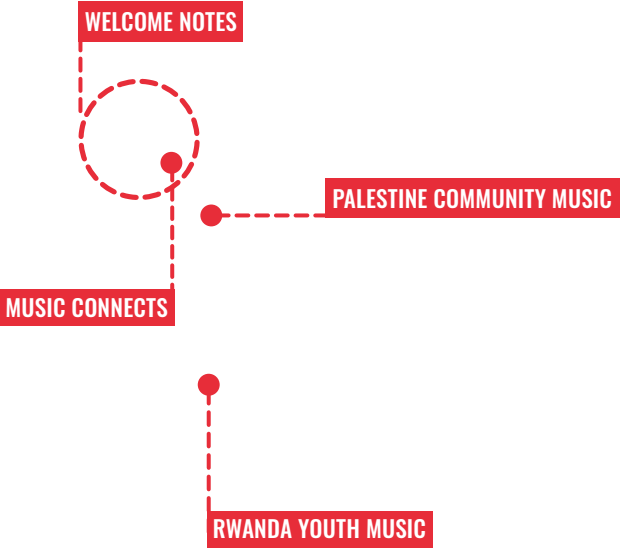 WELCOME NOTES
PALESTINE COMMUNITY MUSIC
MUSIC CONNECTS
RWANDA YOUTH MUSIC